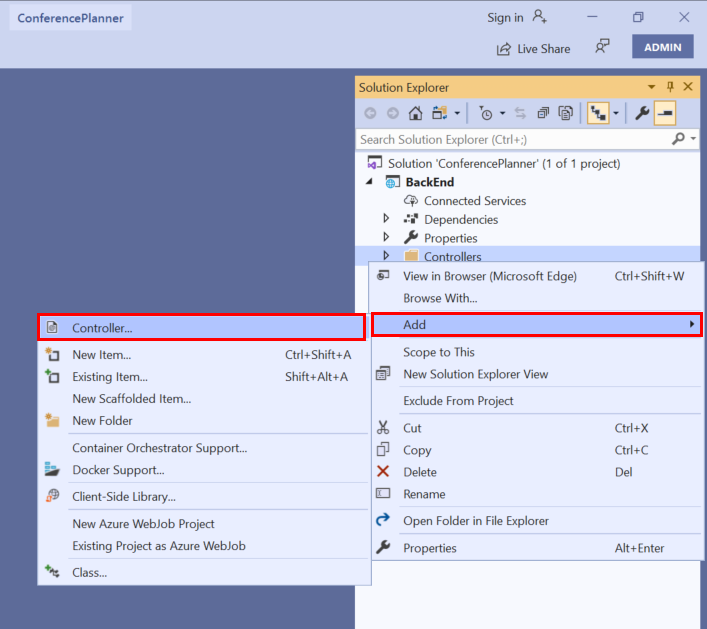 ConferencePlanner
Sign in
Live Share
ADMIN
Solution Explorer
Search Solution Explorer (Ctrl+;)
Solution 'ConferencePlanner' (1 of 1 project)
BackEnd
Connected Services
Dependencies
Properties
Controllers
View in Browser (Microsoft Edge) Ctrl+Shift+W
Browse With...
Add
Scope to This
New Solution Explorer View
Exclude From Project
Cut Ctrl+X
Copy Ctrl+C
Delete Del
Rename
Open Folder in File Explorer
Properties Alt+Enter
Controller...
New Item... Ctrl+Shift+A
Existing Item... Shift+Alt+A
New Scaffolded Item...
New Folder
Container Orchestrator Support...
Docker Support...
Client-Side Library...
New Azure WebJob Project
Existing Project as Azure WebJob
Class...